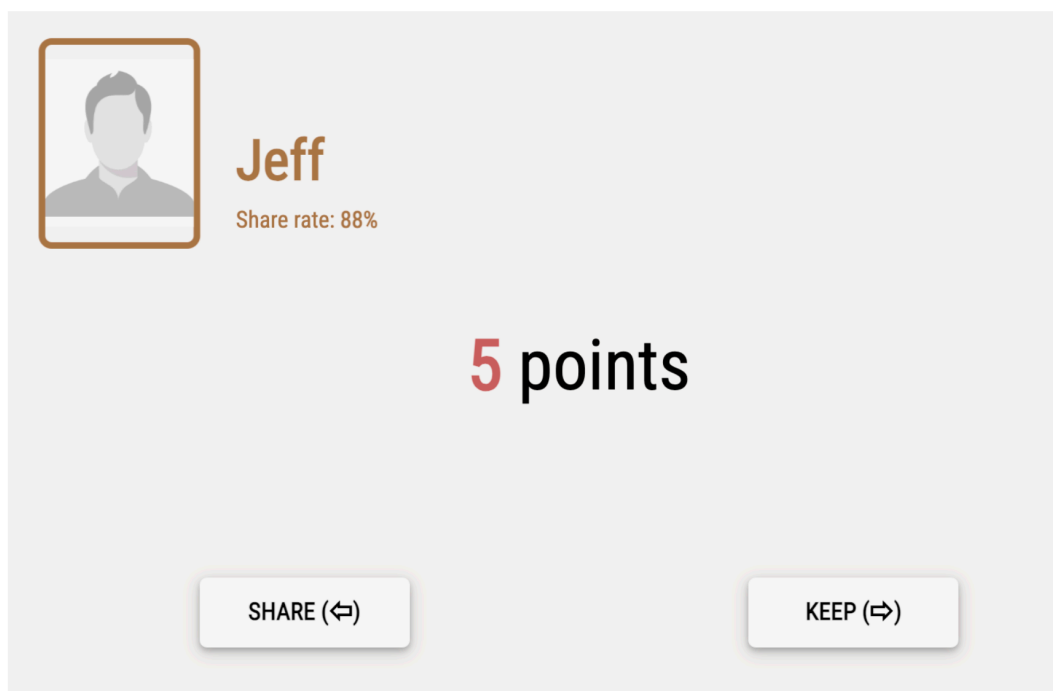 Jeff
Share rate: 88%
5 points
SHARE (⇦)
KEEP (⇨)